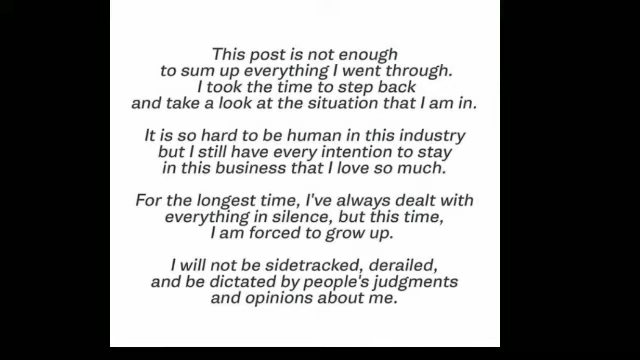 This post is not enough
to sum up everything I went through.
I took the time to step back
and take a look at the situation that I am in.
It is so hard to be human in this industry
but I still have every intention to stay
in this business that I love so much.
For the longest time, I've always dealt with
everything in silence, but this time,
I am forced to grow up.
I will not be sidetracked, derailed,
and be dictated by people's judgments
and opinions about me.